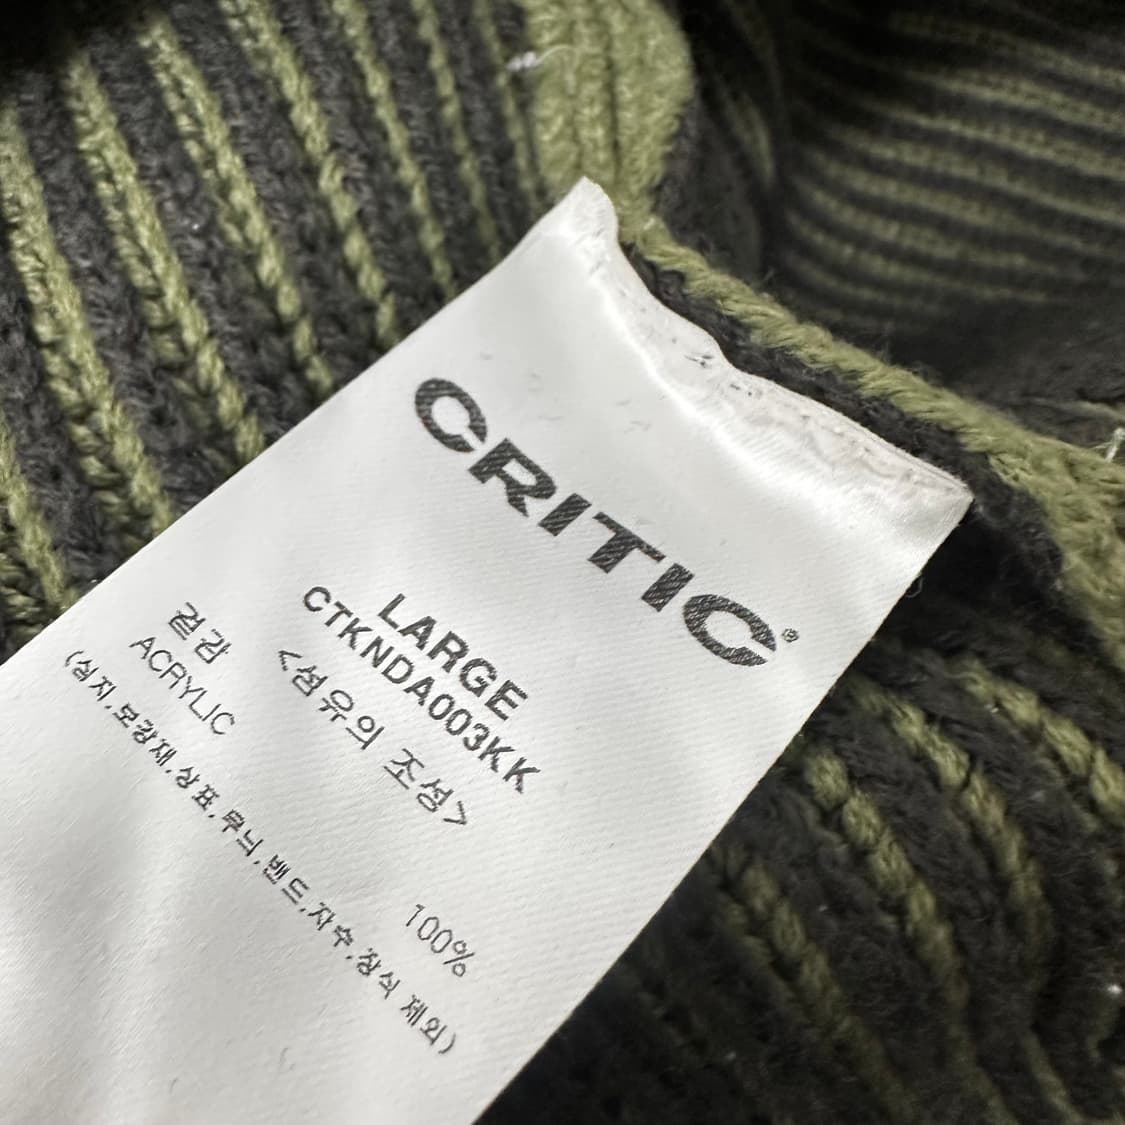 CRITIC®
LARGE
CTKNDA003KK
<섬유의 조성>
겉감
ACRYLIC 100%
(심지,보강재,상표,무늬,밴드,자수,장식 제외)